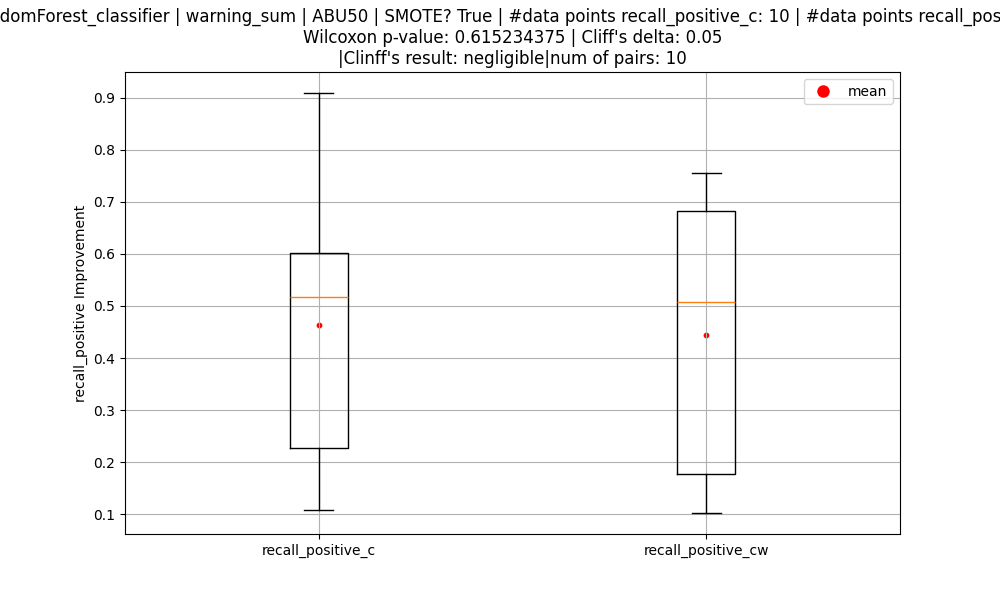 domForest_classifier | warning_sum | ABU50 | SMOTE? True | #data points recall_positive_c: 10 | #data points recall_pos
Wilcoxon p-value: 0.615234375 | Cliff's delta: 0.05
|Clinff's result: negligible|num of pairs: 10
mean
0.9
0.8
0.7
0.6
0.5
0.4
0.3
0.2
0.1
recall_positive Improvement
recall_positive_c
recall_positive_cw